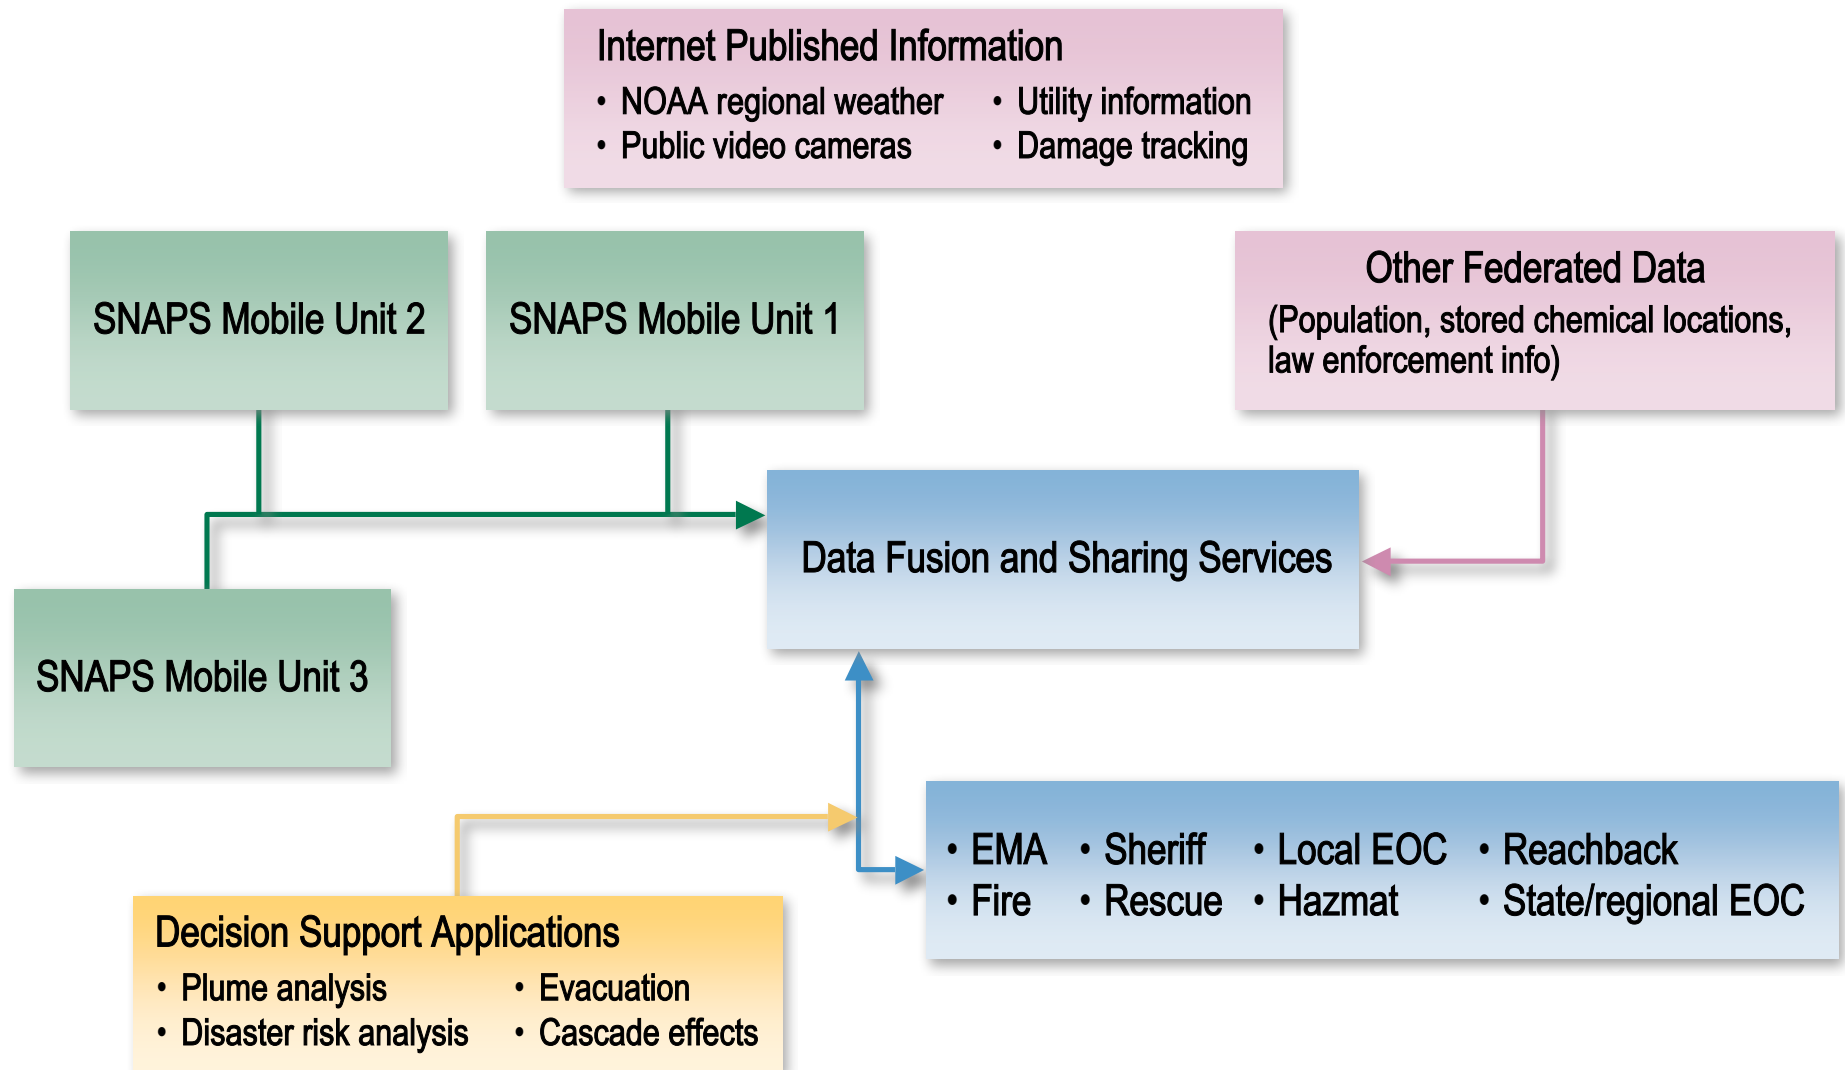 Internet Published Information
• NOAA regional weather • Utility information
• Public video cameras • Damage tracking
SNAPS Mobile Unit 2
SNAPS Mobile Unit 1
Other Federated Data
(Population, stored chemical locations,
law enforcement info)
Data Fusion and Sharing Services
SNAPS Mobile Unit 3
• EMA • Sheriff • Local EOC • Reachback
• Fire • Rescue • Hazmat • State/regional EOC
Decision Support Applications
• Plume analysis • Evacuation
• Disaster risk analysis • Cascade effects